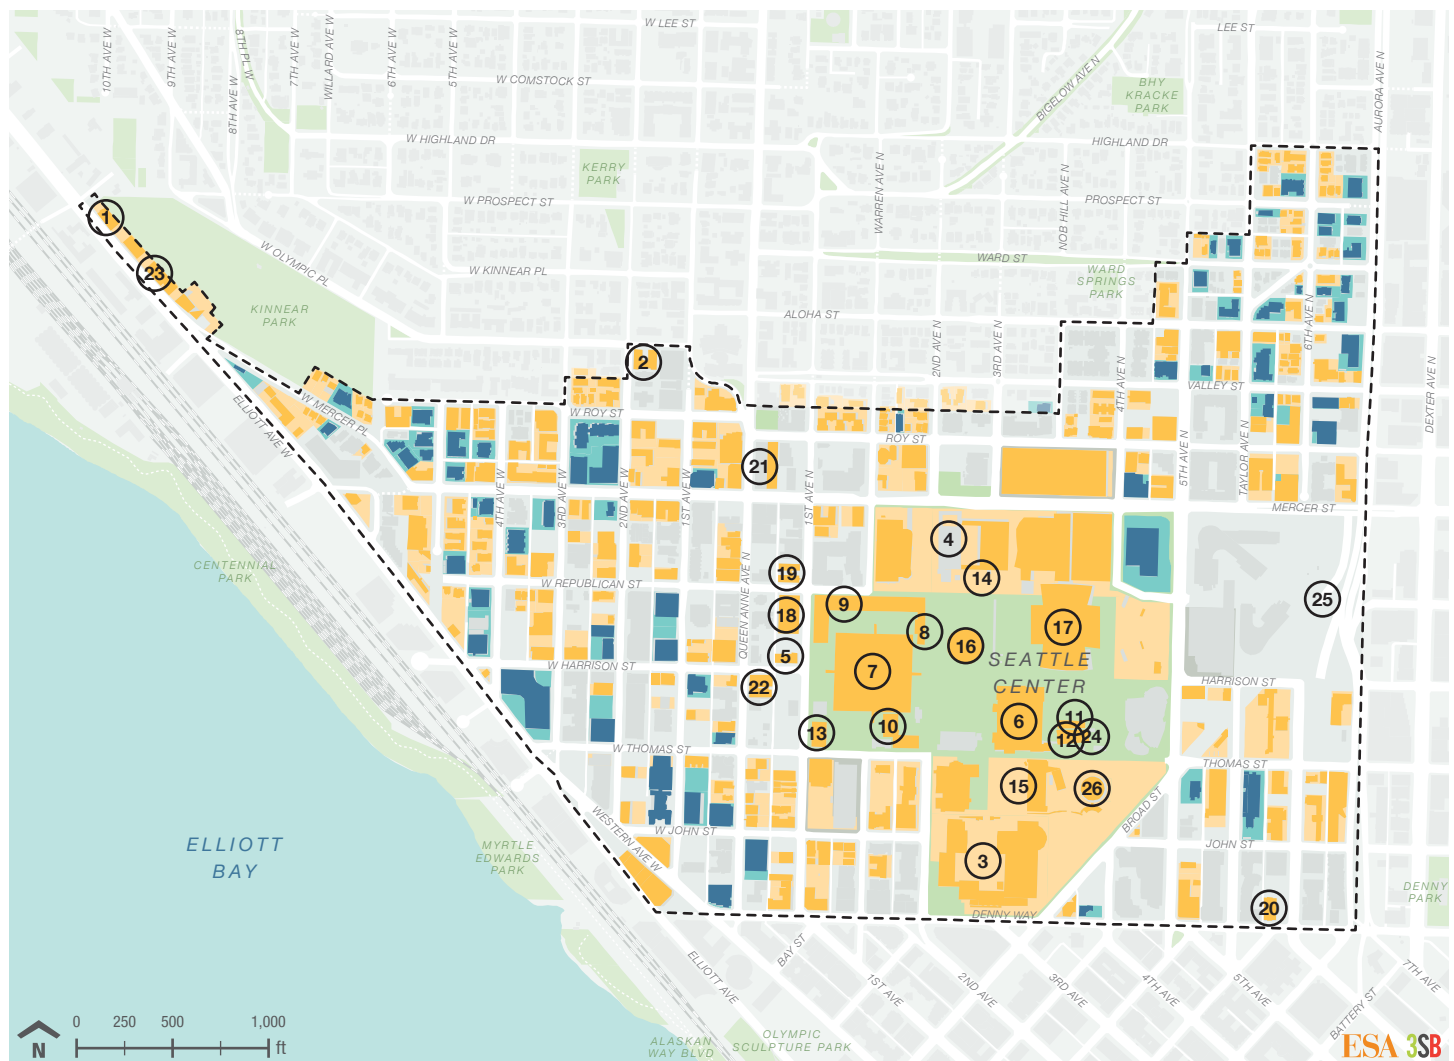 W LEE ST
LEE ST
10TH AVE W
9TH AVE W
8TH PL W
8TH AVE W
7TH AVE W
WILLARD AVE W
6TH AVE W
5TH AVE W
W COMSTOCK ST
BIGELOW AVE N
BHY
KRACKE
PARK
AURORA AVE N
W HIGHLAND DR
HIGHLAND DR
KERRY
PARK
WARREN AVE N
NOB HILL AVE N
W PROSPECT ST
PROSPECT ST
1
W OLYMPIC PL
23
W KINNEAR PL
WARD ST
WARD
SPRINGS
PARK
KINNEAR
PARK
ALOHA ST
6TH AVE N
2ND AVE N
3RD AVE N
2
4TH AVE N
VALLEY ST
DEXTER AVE N
W MERCER PL
ELLIOTT AVE W
W ROY ST
ROY ST
5TH AVE N
TAYLOR AVE N
21
4TH AVE W
3RD AVE W
2ND AVE W
1ST AVE W
1ST AVE N
MERCER ST
4
CENTENNIAL
PARK
QUEEN ANNE AVE N
19
14
W REPUBLICAN ST
9
25
18
17
8
16
5
SEATTLE
CENTER
W HARRISON ST
7
22
HARRISON ST
6
11
10
13
12
24
W THOMAS ST
THOMAS ST
15
26
WESTERN AVE W
BROAD ST
W JOHN ST
JOHN ST
ELLIOTT
BAY
MYRTLE
EDWARDS
PARK
3
DENNY
PARK
20
DENNY WAY
BAY ST
ELLIOTT AVE
1ST AVE
2ND AVE
3RD AVE
4TH AVE
5TH AVE
7TH AVE
BATTERY ST
0 250 500 1,000
ft
N
ALASKAN
WAY BLVD
OLYMPIC
SCULPTURE PARK
ESA 3SB